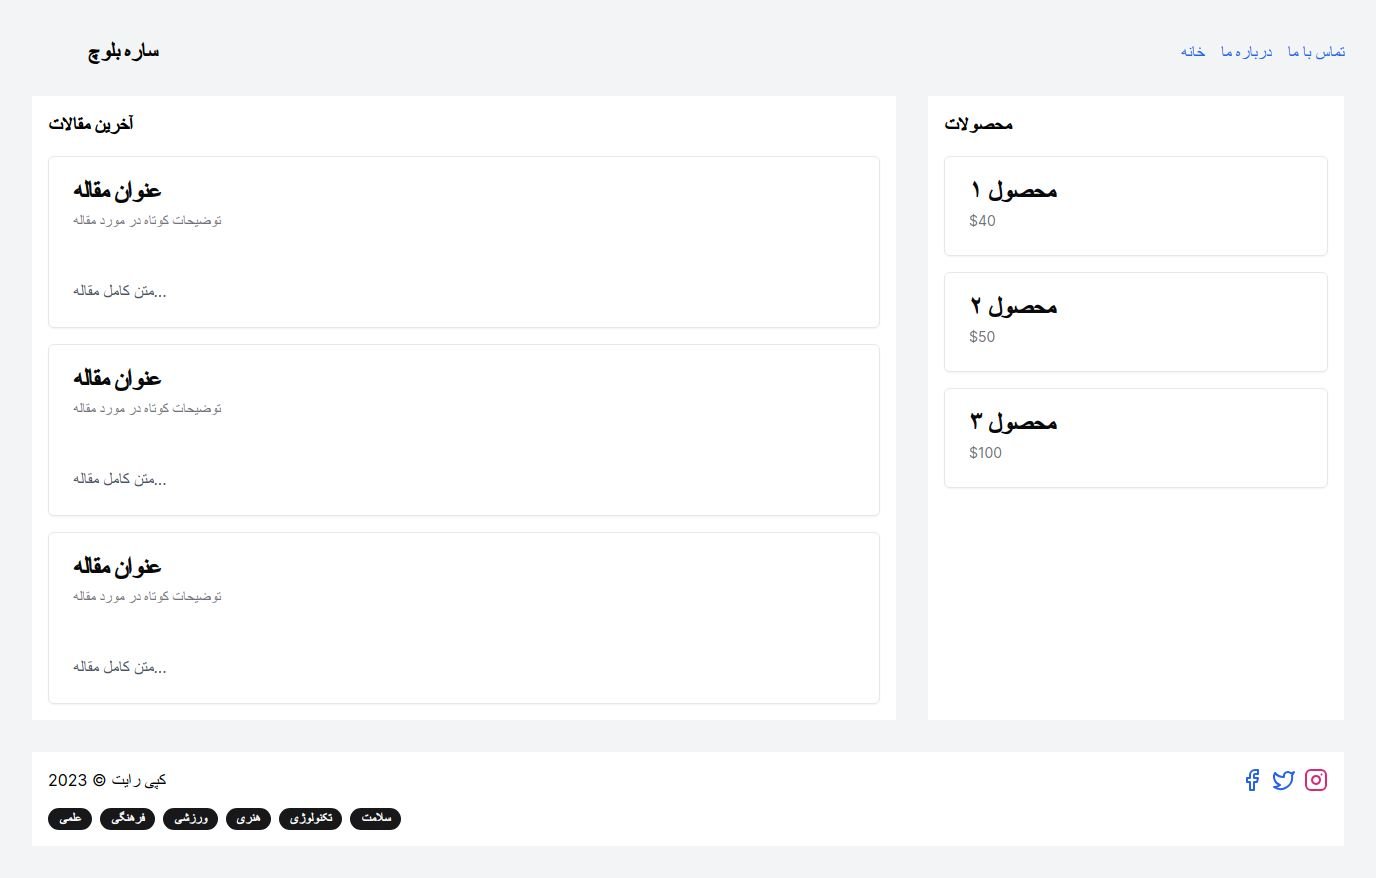 ساره بلوچ
خانه
درباره ما
تماس با ما
آخرین مقالات
عنوان مقاله
توضیحات کوتاه در مورد مقاله
متن کامل مقاله...
عنوان مقاله
توضیحات کوتاه در مورد مقاله
متن کامل مقاله...
عنوان مقاله
توضیحات کوتاه در مورد مقاله
متن کامل مقاله...
محصولات
محصول ۱
$40
محصول ۲
$50
محصول ۳
$100
کپی رایت © 2023
علمی
فرهنگی
ورزشی
هنری
تکنولوژی
سلامت